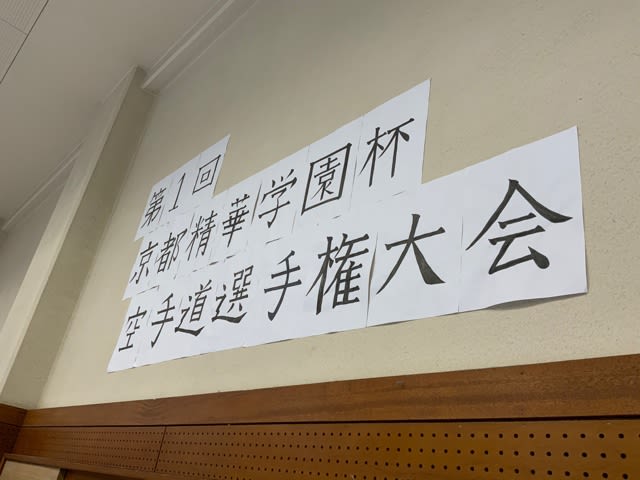 第1回
京都精華学園杯
空手道選手権大会